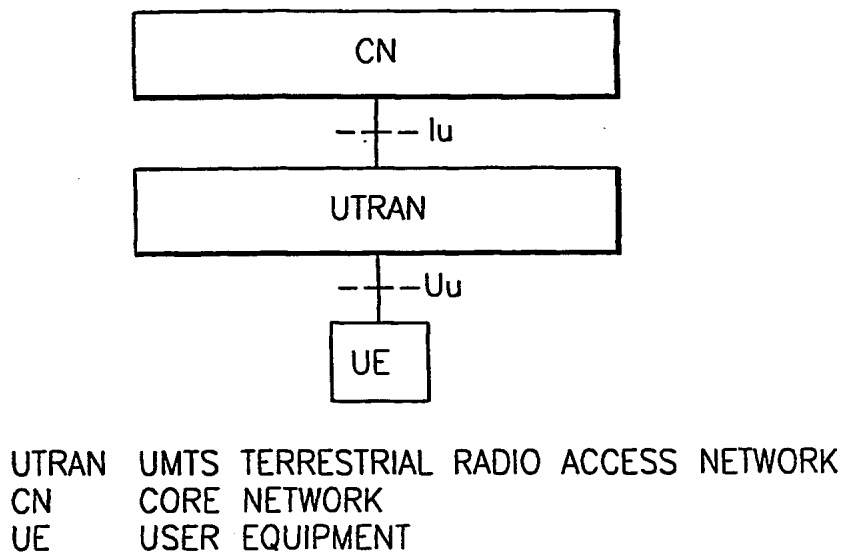 CN
Iu
UTRAN
Uu
UE
UTRAN UMTS TERRESTRIAL RADIO ACCESS NETWORK
CN CORE NETWORK
UE USER EQUIPMENT